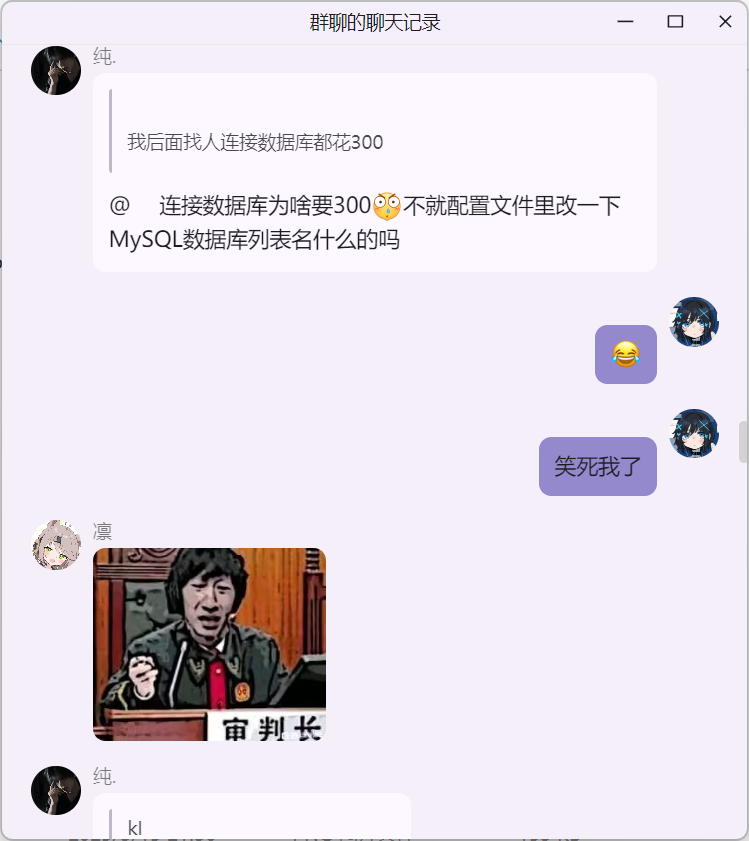 群聊的聊天记录
纯.
我后面找人连接数据库都花300
@ 连接数据库为啥要300🤔不就配置文件里改一下
MySQL数据库列表名什么的吗
😂
笑死我了
凛
审判长
纯.
kl